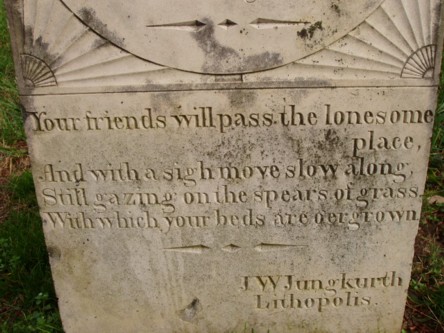 Your friends will pass the lonesome
place,
And with a sigh move slow along,
Still gazing on the spears of grass
With which your beds are oergrown.
J.W Jungkurth
Lithopolis.